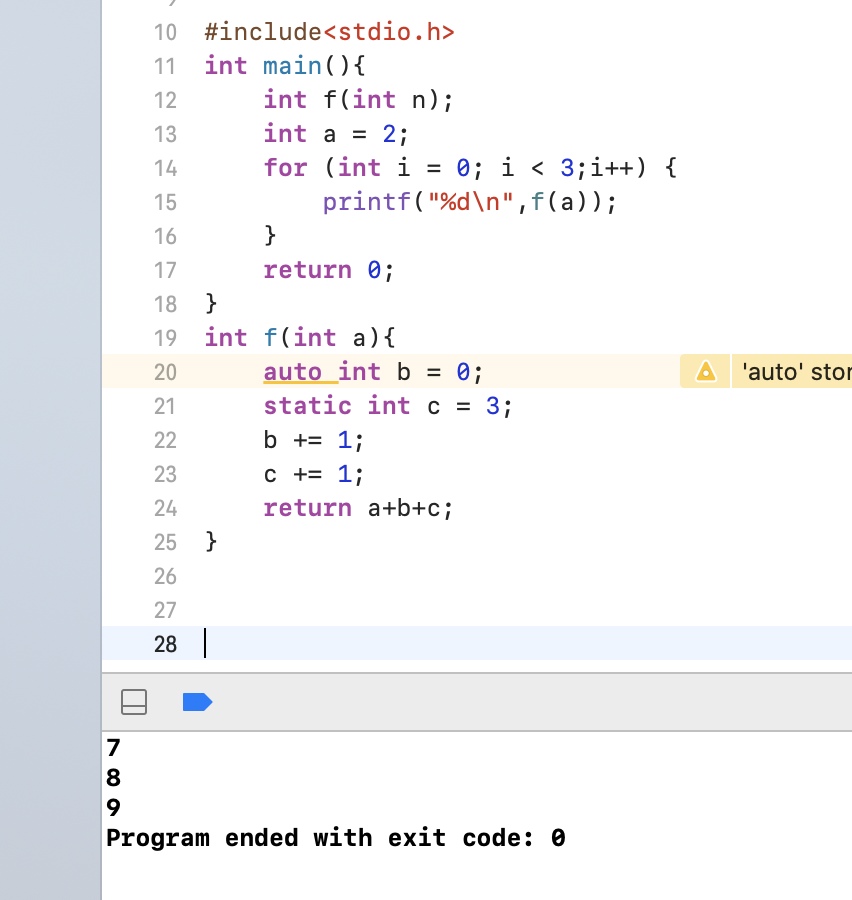 10 #include<stdio.h>
11 int main(){
12     int f(int n);
13     int a = 2;
14     for (int i = 0; i < 3;i++) {
15         printf("%d\n",f(a));
16     }
17     return 0;
18 }
19 int f(int a){
20     auto int b = 0; 'auto' stor
21     static int c = 3;
22     b += 1;
23     c += 1;
24     return a+b+c;
25 }
26
27
28
7
8
9
Program ended with exit code: 0